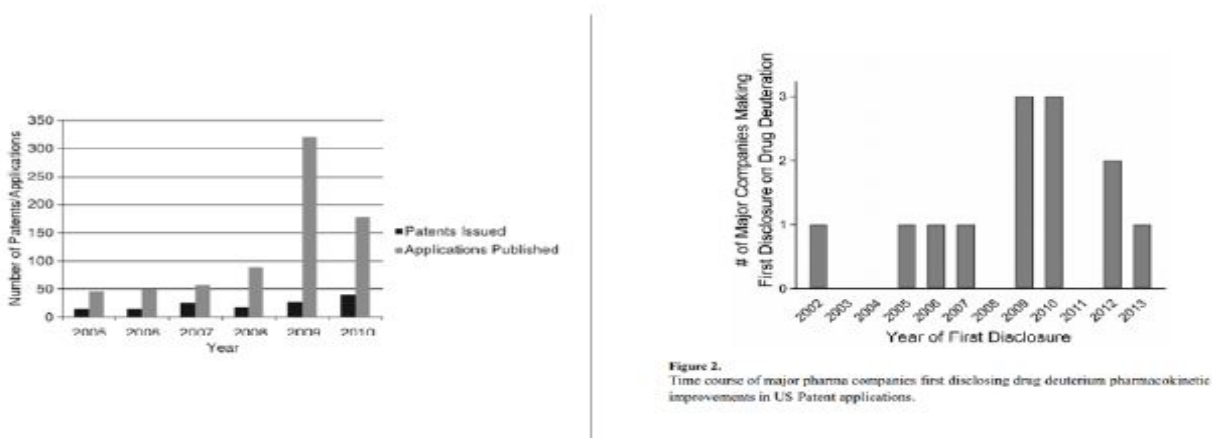 350
300
250
200
150
100
50
0
Number of Patents/Applications
2005 2006 2007 2008 2009 2010
Year
Patents Issued
Applications Published
# of Major Companies Making
First Disclosure on Drug Deuteration
3
2
1
0
2002 2003 2004 2005 2006 2007 2008 2009 2010 2011 2012 2013
Year of First Disclosure
Figure 2.
Time course of major pharma companies first disclosing drug deuterium pharmacokinetic
improvements in US Patent applications.